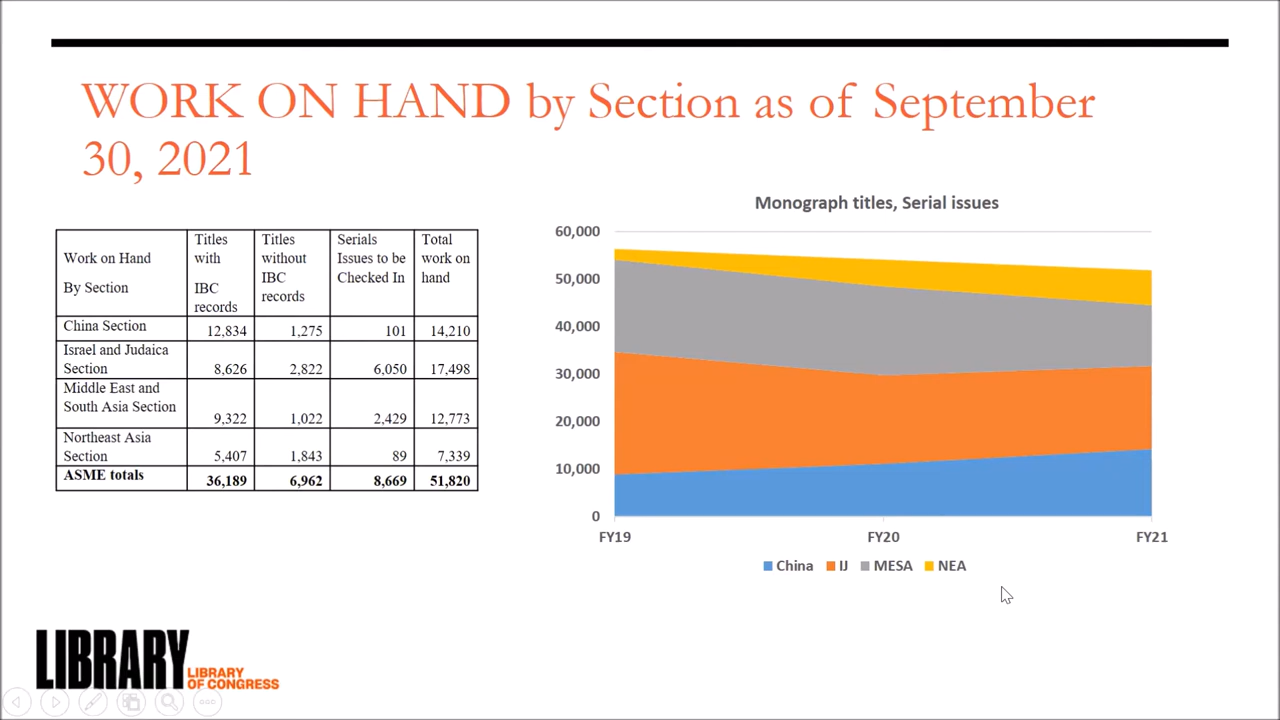 WORK ON HAND by Section as of September
30, 2021
Work on Hand
By Section
Titles
with
IBC
records
Titles
without
IBC
records
Serials
Issues to be
Checked In
Total
work on
hand
China Section 12,834 1,275 101 14,210
Israel and Judaica
Section 8,626 2,822 6,050 17,498
Middle East and
South Asia Section 9,322 1,022 2,429 12,773
Northeast Asia
Section 5,407 1,843 89 7,339
ASME totals 36,189 6,962 8,669 51,820
Monograph titles, Serial issues
60,000
50,000
40,000
30,000
20,000
10,000
0
FY19 FY20 FY21
China IJ MESA NEA
LIBRARY
LIBRARY
OF CONGRESS